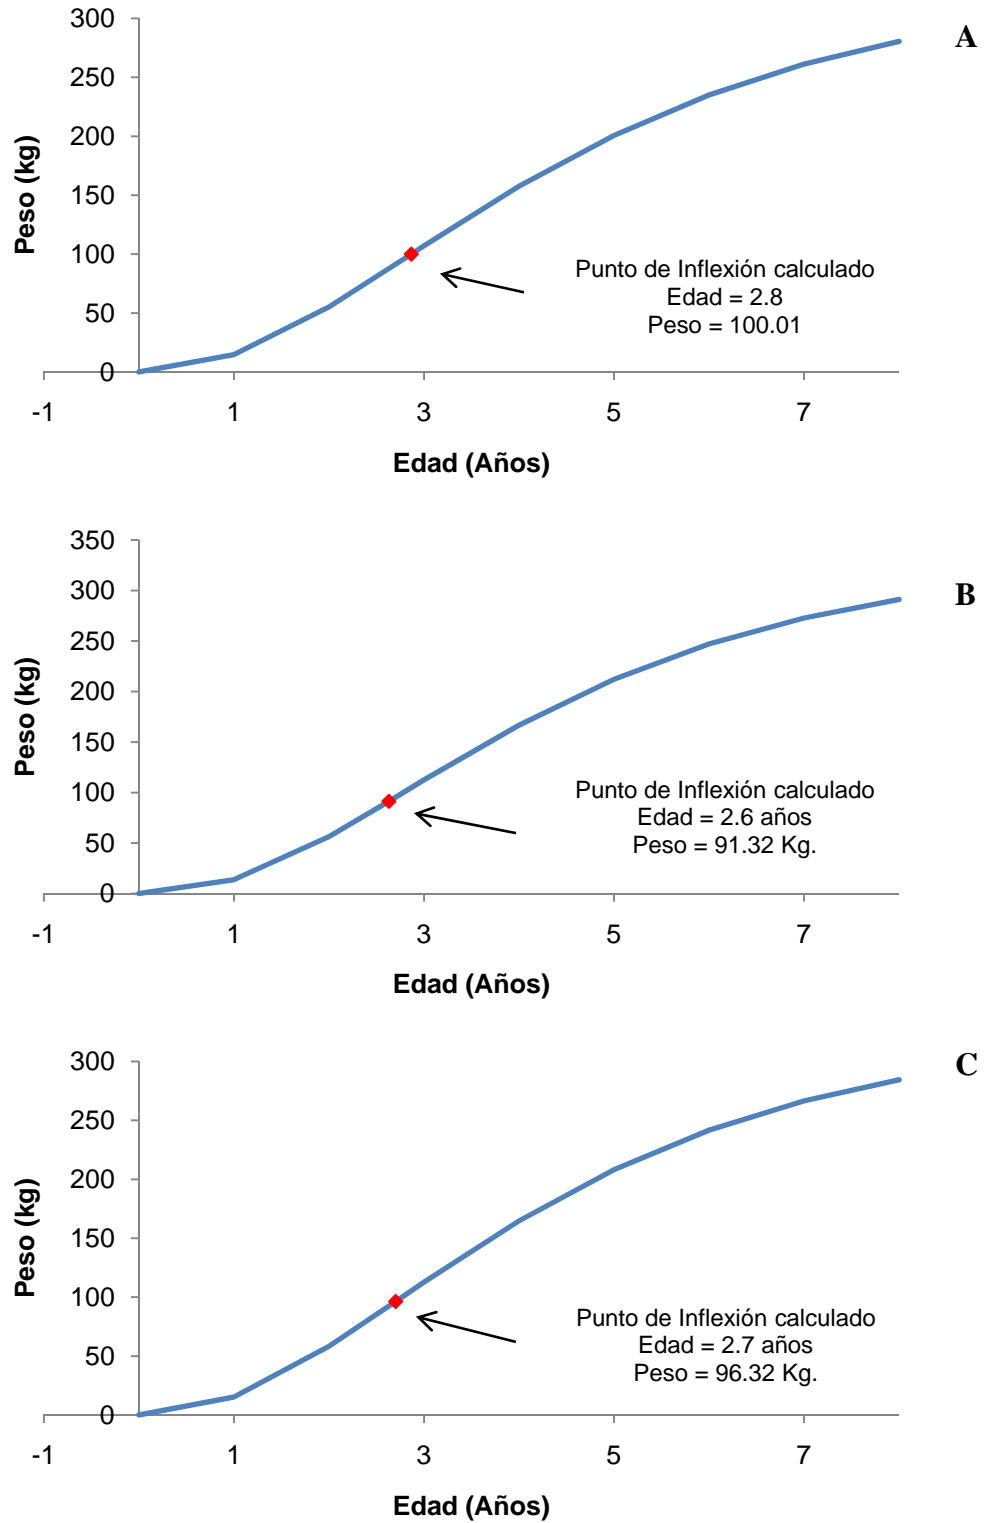 300
A
250
200
150
100
50
0
Peso (kg)
Punto de Inflexión calculado
Edad = 2.8
Peso = 100.01
-1 1 3 5 7
Edad (Años)
350
300
B
250
200
150
100
50
0
Peso (kg)
Punto de Inflexión calculado
Edad = 2.6 años
Peso = 91.32 Kg.
-1 1 3 5 7
Edad (Años)
300
C
250
200
150
100
50
0
Peso (kg)
Punto de Inflexión calculado
Edad = 2.7 años
Peso = 96.32 Kg.
-1 1 3 5 7
Edad (Años)